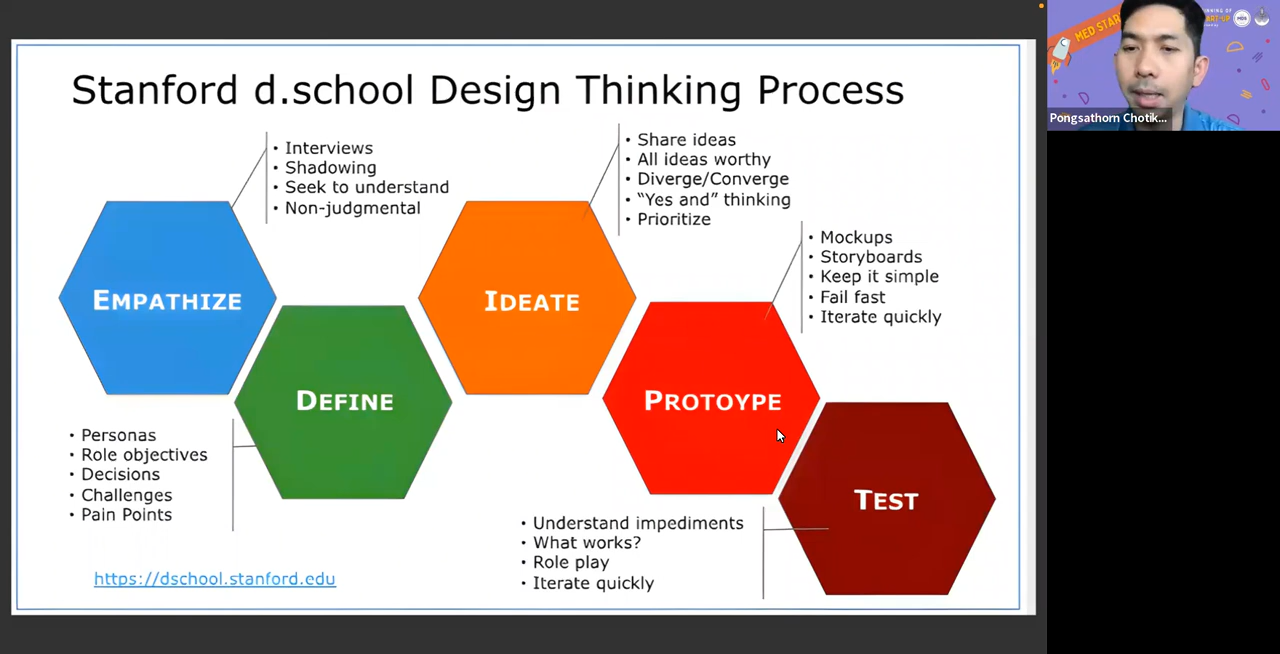 Stanford d.school Design Thinking Process
• Interviews
• Shadowing
• Seek to understand
• Non-judgmental
• Share ideas
• All ideas worthy
• Diverge/Converge
• “Yes and” thinking
• Prioritize
• Mockups
• Storyboards
• Keep it simple
• Fail fast
• Iterate quickly
EMPATHIZE
DEFINE
IDEATE
PROTOYPE
TEST
• Personas
• Role objectives
• Decisions
• Challenges
• Pain Points
• Understand impediments
• What works?
• Role play
• Iterate quickly
https://dschool.stanford.edu
MED STAR
Pongsathorn Chotik...